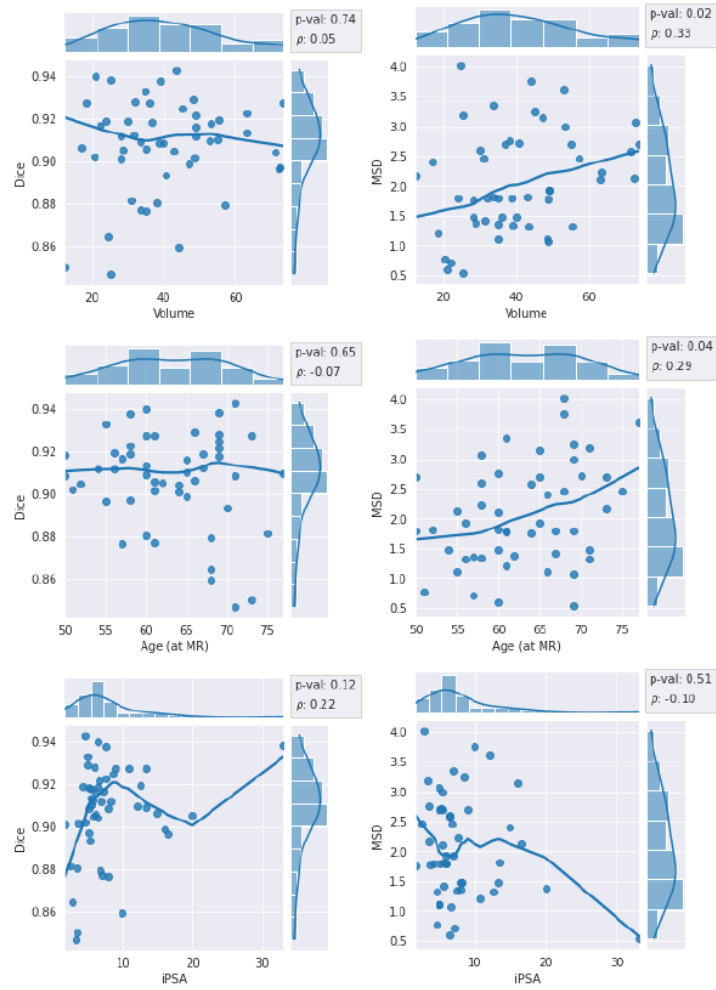 p-val: 0.74
ρ: 0.05
0.94
0.92
0.90
0.88
0.86
Dice
20
40
60
Volume
p-val: 0.02
ρ: 0.33
4.0
3.5
3.0
2.5
2.0
1.5
1.0
0.5
MSD
20
40
60
Volume
p-val: 0.65
ρ: -0.07
0.94
0.92
0.90
0.88
0.86
Dice
50
55
60
65
70
75
Age (at MR)
p-val: 0.04
ρ: 0.29
4.0
3.5
3.0
2.5
2.0
1.5
1.0
0.5
MSD
50
55
60
65
70
75
Age (at MR)
p-val: 0.12
ρ: 0.22
0.94
0.92
0.90
0.88
0.86
Dice
10
20
30
iPSA
p-val: 0.51
ρ: -0.10
4.0
3.5
3.0
2.5
2.0
1.5
1.0
0.5
MSD
10
20
30
iPSA